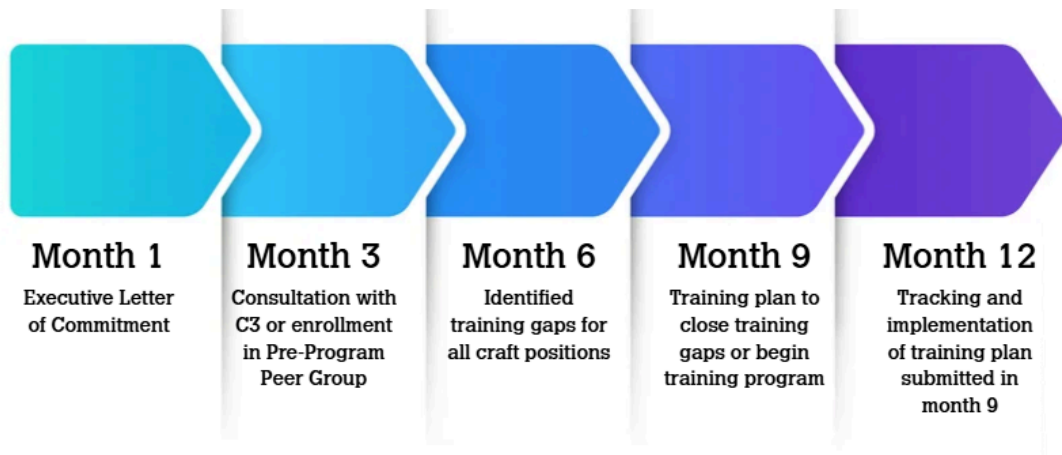 Month 1
Executive Letter
of Commitment
Month 3
Consultation with
C3 or enrollment
in Pre-Program
Peer Group
Month 6
Identified
training gaps for
all craft positions
Month 9
Training plan to
close training
gaps or begin
training program
Month 12
Tracking and
implementation
of training plan
submitted in
month 9